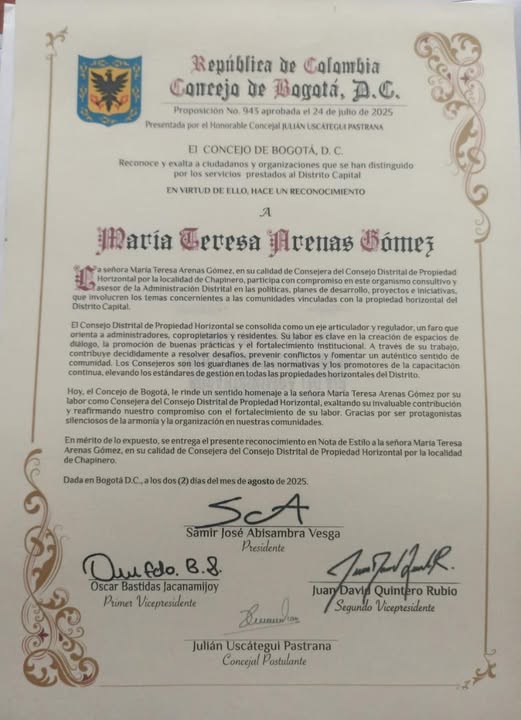 República de Colombia
Concejo de Bogotá, D.C.
Proposición No. 943 aprobada el 24 de julio de 2025
Presentada por el Honorable Concejal JULIÁN USCÁTEGUI PASTRANA
El CONCEJO DE BOGOTÁ, D. C.
Reconoce y exalta a ciudadanos y organizaciones que se han distinguido
por los servicios prestados al Distrito Capital
EN VIRTUD DE ELLO, HACE UN RECONOCIMIENTO
A
María Teresa Arenas Gómez
La señora María Teresa Arenas Gómez, en su calidad de Consejera del Consejo Distrital de Propiedad
Horizontal por la localidad de Chapinero, participa con compromiso en este organismo consultivo y
asesor de la Administración Distrital en las políticas, planes de desarrollo, proyectos e iniciativas,
que involucren los temas concernientes a las comunidades vinculadas con la propiedad horizontal del
Distrito Capital.
El Consejo Distrital de Propiedad Horizontal se consolida como un eje articulador y regulador, un faro que
orienta a administradores, copropietarios y residentes. Su labor es clave en la creación de espacios de
diálogo, la promoción de buenas prácticas y el fortalecimiento institucional. A través de su trabajo,
contribuye decididamente a resolver desafíos, prevenir conflictos y fomentar un auténtico sentido de
comunidad. Los Consejeros son los guardianes de las normativas y los promotores de la capacitación
continua, elevando los estándares de gestión en todas las propiedades horizontales del Distrito.
Hoy, el Concejo de Bogotá, le rinde un sentido homenaje a la señora María Teresa Arenas Gómez por su
labor como Consejera del Consejo Distrital de Propiedad Horizontal, exaltando su invaluable contribución
y reafirmando nuestro compromiso con el fortalecimiento de su labor. Gracias por ser protagonistas
silenciosos de la armonía y la organización en nuestras comunidades.
En mérito de lo expuesto, se entrega el presente reconocimiento en Nota de Estilo a la señora María Teresa
Arenas Gómez, en su calidad de Consejera del Consejo Distrital de Propiedad Horizontal por la localidad
de Chapinero.
Dada en Bogotá D.C., a los dos (2) días del mes de agosto de 2025.
Samir José Abisambra Vesga
Presidente
Oscar Bastidas Jacanamijoy
Primer Vicepresidente
Juan David Quintero Rubio
Segundo Vicepresidente
Julián Uscátegui Pastrana
Concejal Postulante